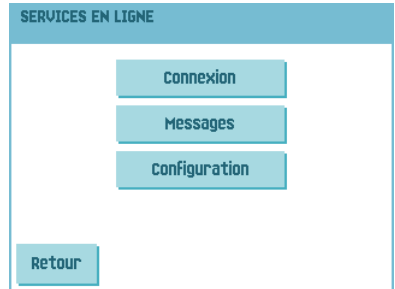 SERVICES EN LIGNE
Connexion
Messages
Configuration
Retour